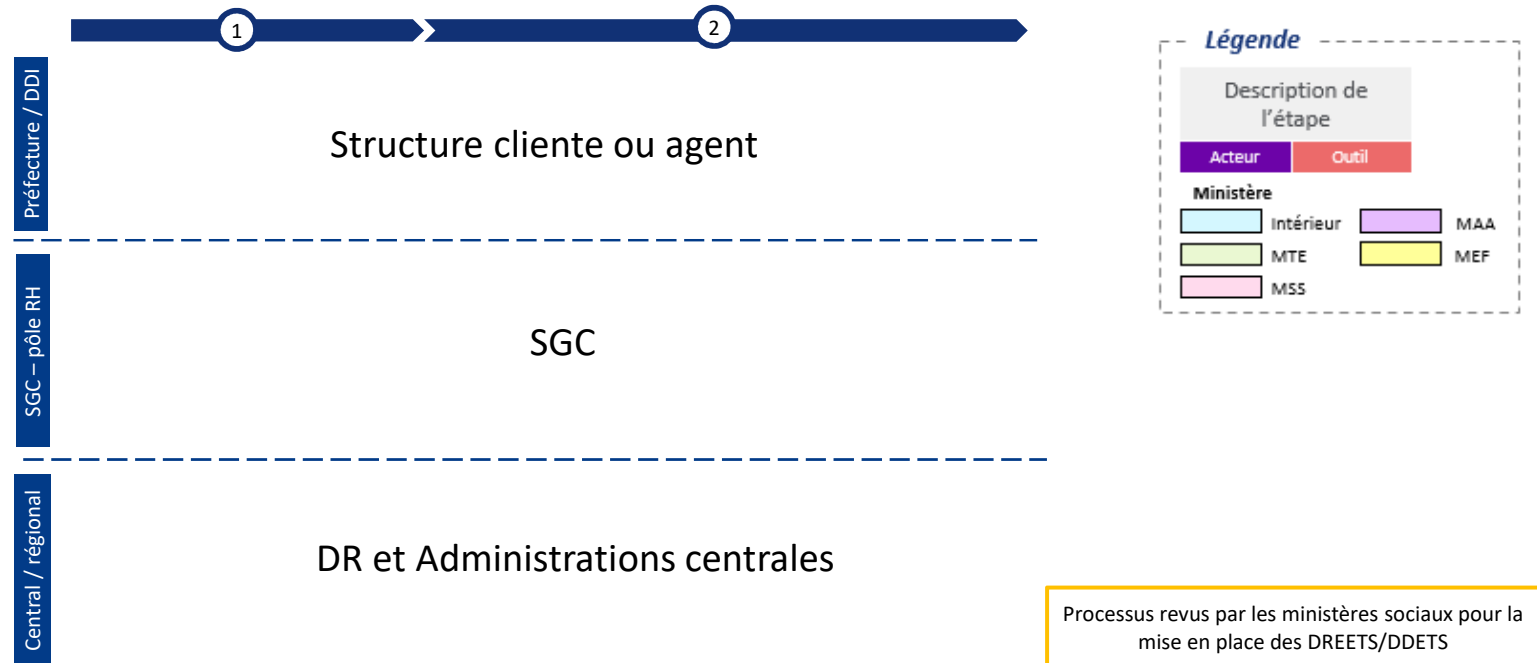 1
2
Préfecture / DDI
Structure cliente ou agent
SGC – pôle RH
SGC
Central / régional
DR et Administrations centrales
Légende
Description de
l'étape
Acteur
Outil
Ministère
Intérieur
MAA
MTE
MEF
MSS
Processus revus par les ministères sociaux pour la
mise en place des DREETS/DDETS